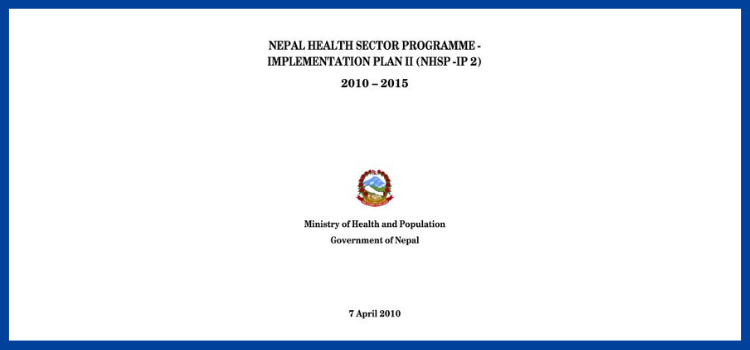 NEPAL HEALTH SECTOR PROGRAMME -
IMPLEMENTATION PLAN II (NHSP -IP 2)
2010 – 2015
Ministry of Health and Population
Government of Nepal
7 April 2010